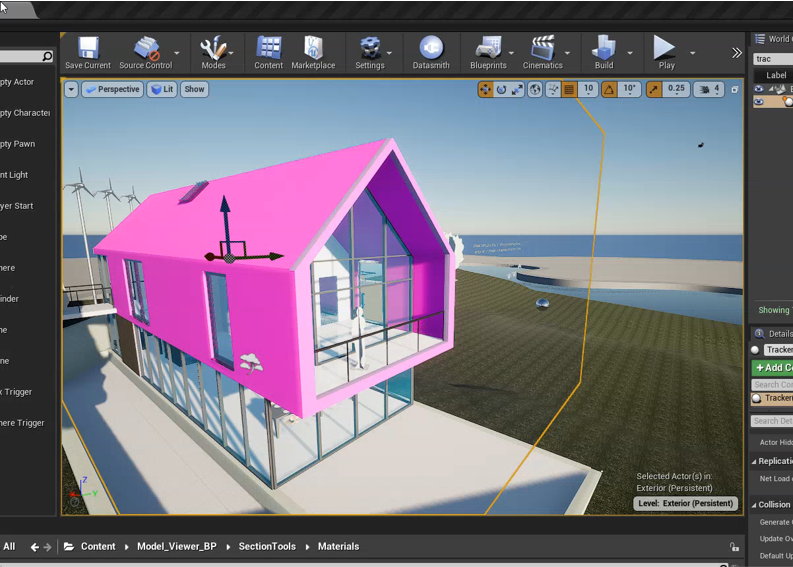 Save Current
Source Control
Modes
Content
Marketplace
Settings
Datasmith
Blueprints
Cinematics
Build
Play
World
trac
Label
Perspective
Lit
Show
10
10°
0.25
4
pty Actor
pty Character
pty Pawn
nt Light
yer Start
be
here
inder
ne
ne
x Trigger
here Trigger
Showing
Details
Tracker
+ Add Co
Search Co
Tracker
Search Det
Actor Hid
Replicatio
Net Load
Collision
Generate
Update Ov
Default Up
Z
Y
Selected Actor(s) in:
Exterior (Persistent)
Level: Exterior (Persistent)
All
Content
Model_Viewer_BP
SectionTools
Materials